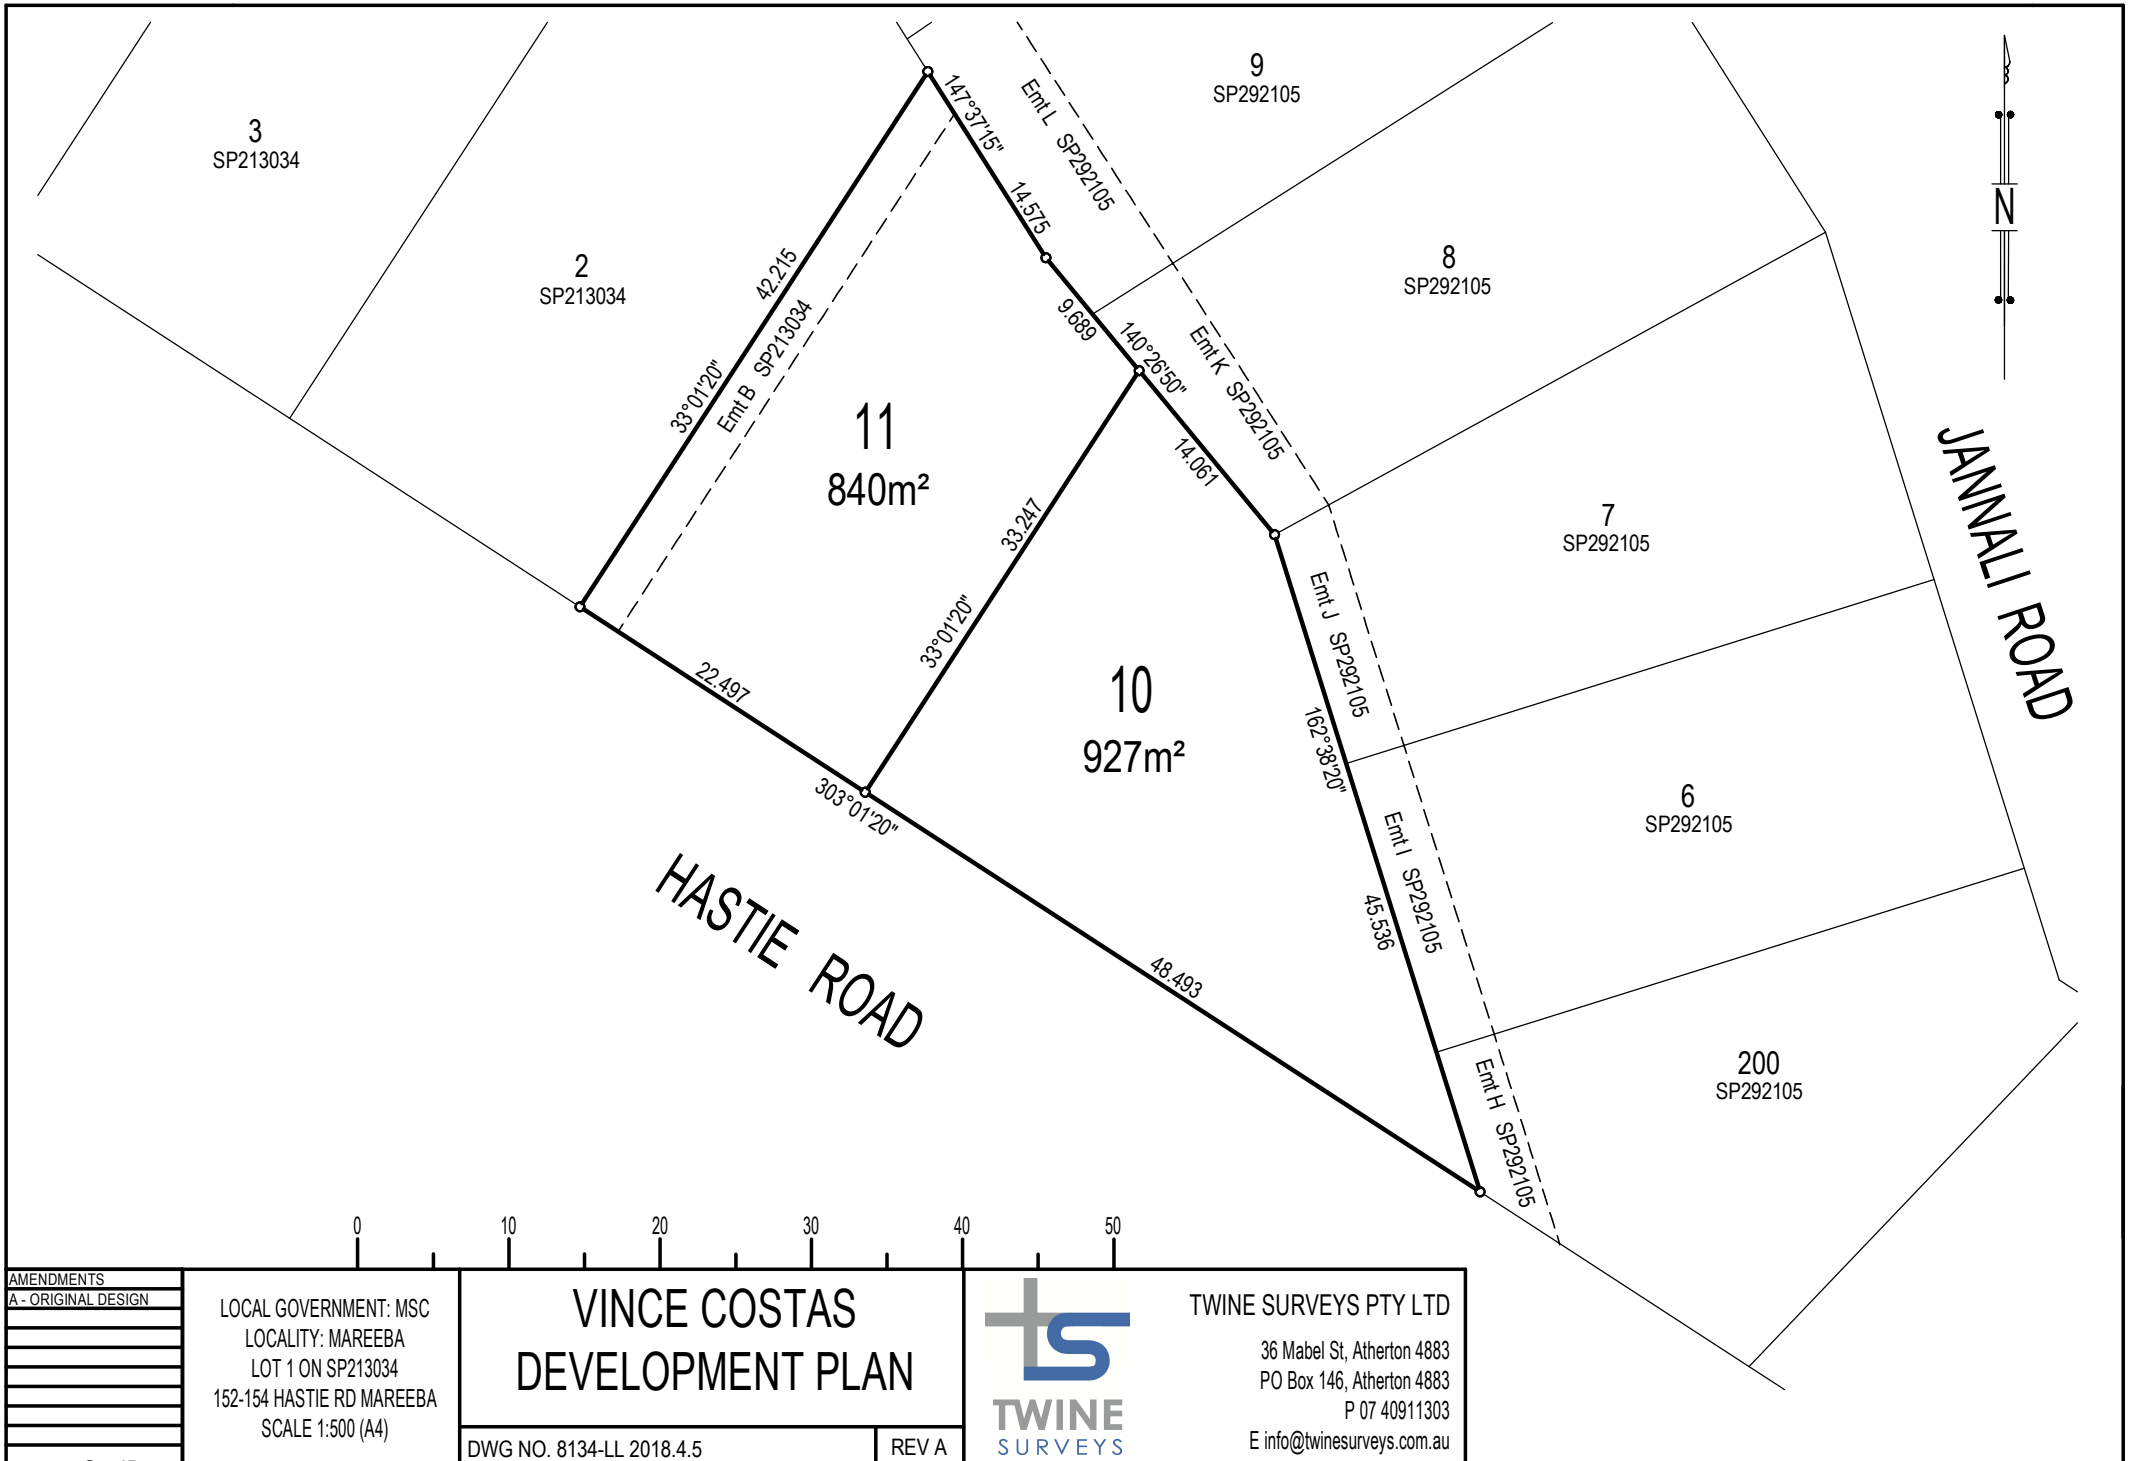 3
SP213034
2
SP213034
9
SP292105
8
SP292105
7
SP292105
6
SP292105
200
SP292105
N
JANNALI ROAD
HASTIE ROAD
147°37'15"
14.575
9.689
140°26'50"
14.061
42.215
33°01'20"
Emt B SP213034
11
840m²
33.247
33°01'20"
10
927m²
22.497
303°01'20"
48.493
162°38'20"
45.536
Emt L SP292105
Emt K SP292105
Emt J SP292105
Emt I SP292105
Emt H SP292105
0 10 20 30 40 50
AMENDMENTS
A - ORIGINAL DESIGN
LOCAL GOVERNMENT: MSC
LOCALITY: MAREEBA
LOT 1 ON SP213034
152-154 HASTIE RD MAREEBA
SCALE 1:500 (A4)
VINCE COSTAS
DEVELOPMENT PLAN
DWG NO. 8134-LL 2018.4.5
REV A
ts
TWINE
SURVEYS
TWINE SURVEYS PTY LTD
36 Mabel St, Atherton 4883
PO Box 146, Atherton 4883
P 07 40911303
E info@twinesurveys.com.au